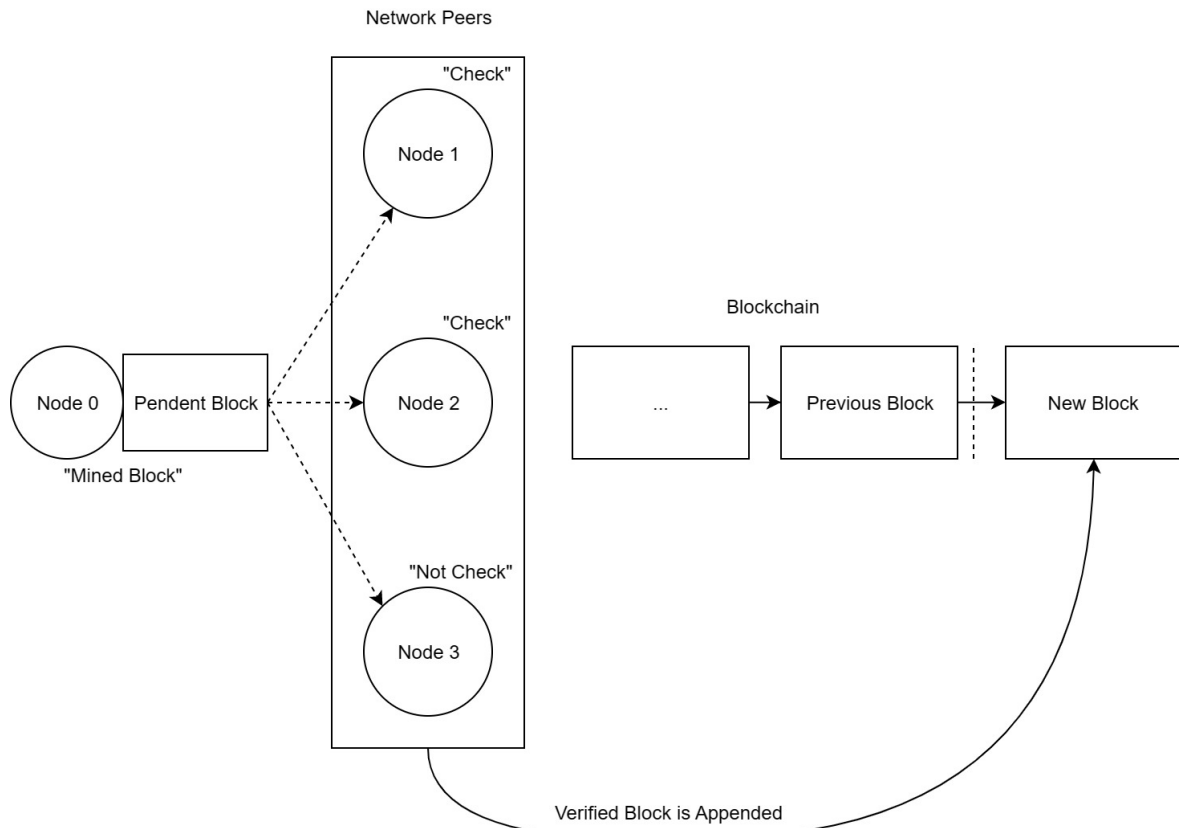 Network Peers
"Check"
Node 1
"Check"
Blockchain
Node 0
Pendent Block
Node 2
...
Previous Block
New Block
"Mined Block"
"Not Check"
Node 3
Verified Block is Appended